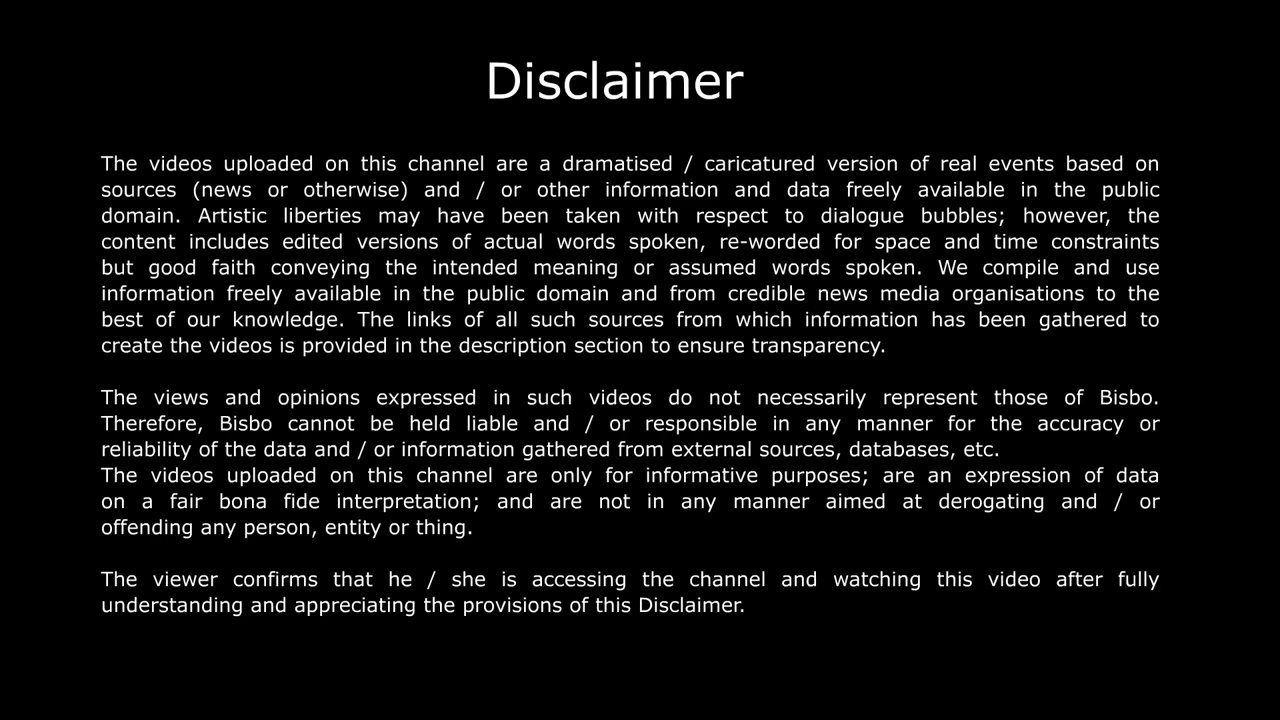 Disclaimer
The videos uploaded on this channel are a dramatised / caricatured version of real events based on
sources (news or otherwise) and / or other information and data freely available in the public
domain. Artistic liberties may have been taken with respect to dialogue bubbles; however, the
content includes edited versions of actual words spoken, re-worded for space and time constraints
but good faith conveying the intended meaning or assumed words spoken. We compile and use
information freely available in the public domain and from credible news media organisations to the
best of our knowledge. The links of all such sources from which information has been gathered to
create the videos is provided in the description section to ensure transparency.
The views and opinions expressed in such videos do not necessarily represent those of Bisbo.
Therefore, Bisbo cannot be held liable and / or responsible in any manner for the accuracy or
reliability of the data and / or information gathered from external sources, databases, etc.
The videos uploaded on this channel are only for informative purposes; are an expression of data
on a fair bona fide interpretation; and are not in any manner aimed at derogating and / or
offending any person, entity or thing.
The viewer confirms that he / she is accessing the channel and watching this video after fully
understanding and appreciating the provisions of this Disclaimer.